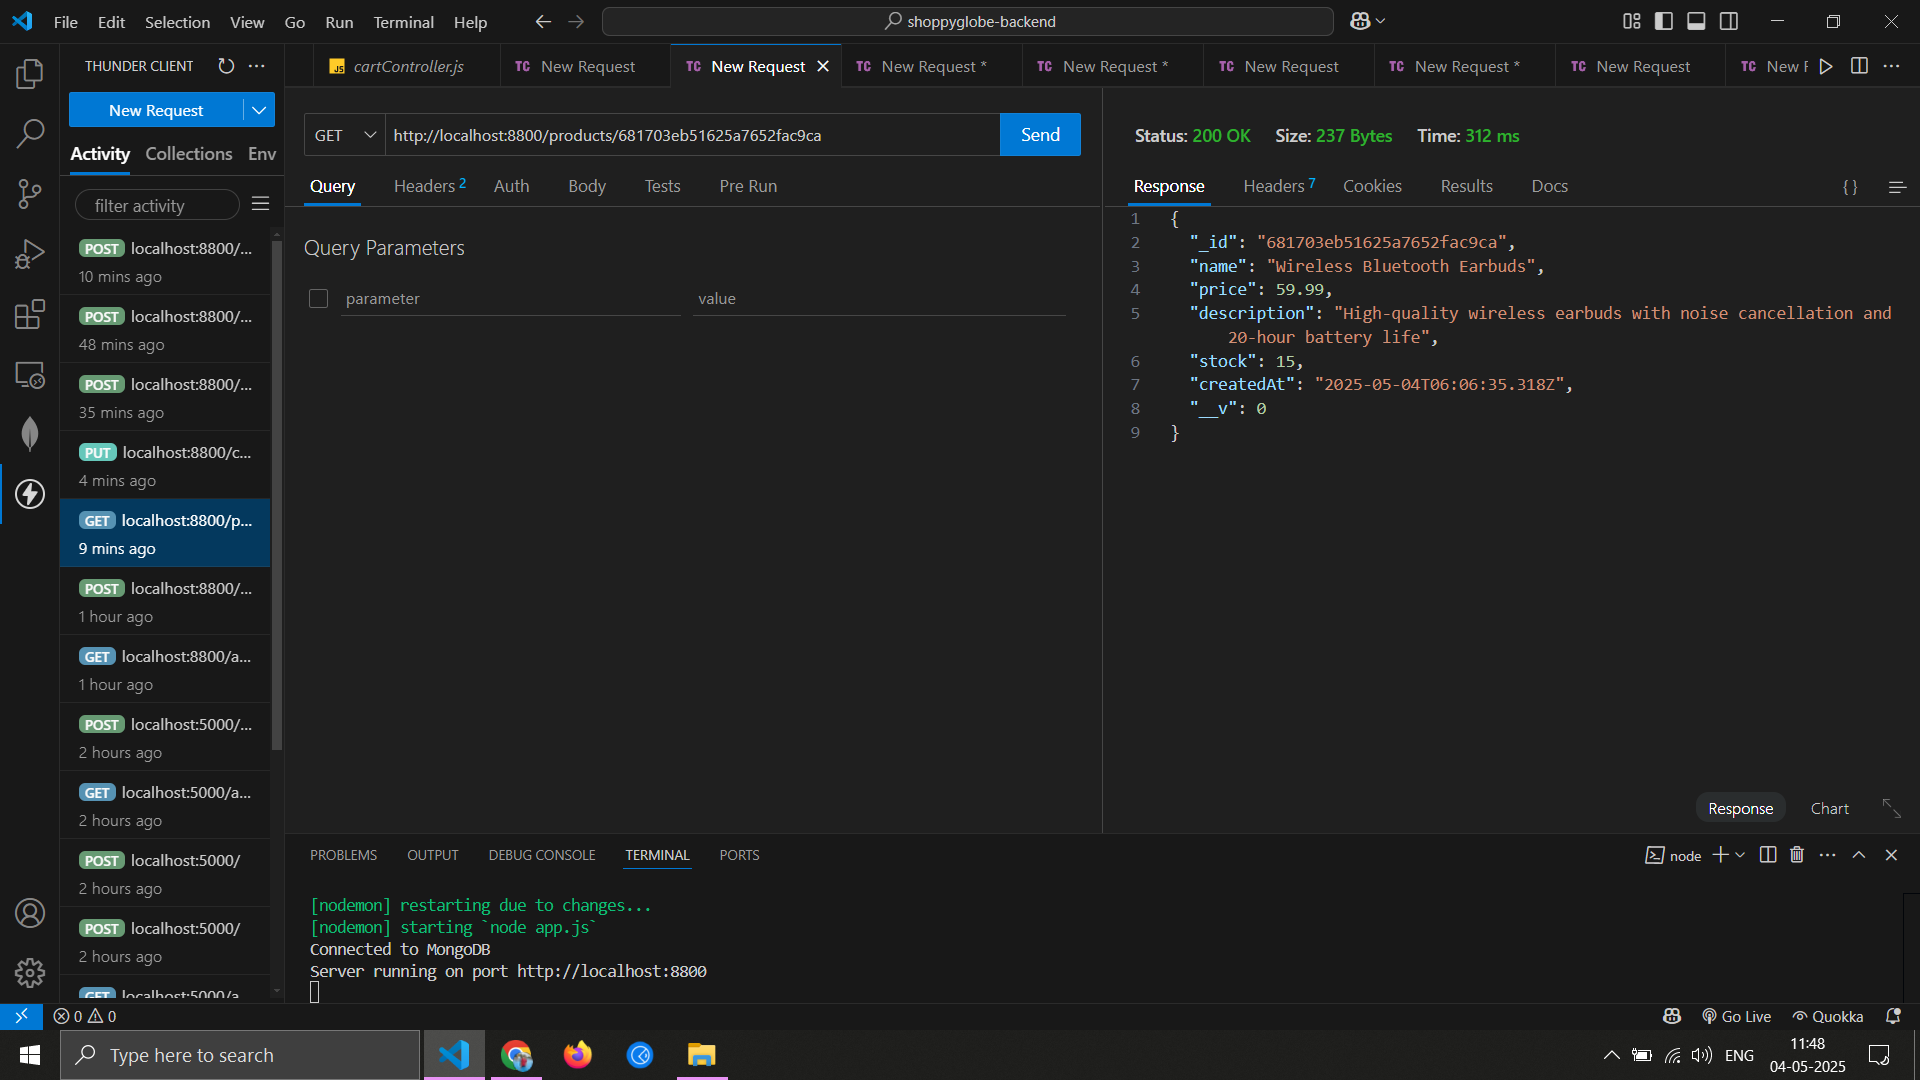 File Edit Selection View Go Run Terminal Help
shoppyglobe-backend
THUNDER CLIENT
New Request
Activity Collections Env
filter activity
POST localhost:8800/...
10 mins ago
POST localhost:8800/...
48 mins ago
POST localhost:8800/...
35 mins ago
PUT localhost:8800/c...
4 mins ago
GET localhost:8800/p...
9 mins ago
POST localhost:8800/...
1 hour ago
GET localhost:8800/a...
1 hour ago
POST localhost:5000/...
2 hours ago
GET localhost:5000/a...
2 hours ago
POST localhost:5000/
2 hours ago
POST localhost:5000/
2 hours ago
GET localhost:5000/a...
JS cartController.js TC New Request TC New Request TC New Request * TC New Request * TC New Request TC New Request * TC New Request TC New
GET http://localhost:8800/products/681703eb51625a7652fac9ca Send
Query Headers 2 Auth Body Tests Pre Run
Query Parameters
parameter value
Status: 200 OK Size: 237 Bytes Time: 312 ms
Response Headers 7 Cookies Results Docs { }
1 {
2 "_id": "681703eb51625a7652fac9ca",
3 "name": "Wireless Bluetooth Earbuds",
4 "price": 59.99,
5 "description": "High-quality wireless earbuds with noise cancellation and
20-hour battery life",
6 "stock": 15,
7 "createdAt": "2025-05-04T06:06:35.318Z",
8 "__v": 0
9 }
Response Chart
PROBLEMS OUTPUT DEBUG CONSOLE TERMINAL PORTS
node
[nodemon] restarting due to changes...
[nodemon] starting `node app.js`
Connected to MongoDB
Server running on port http://localhost:8800
0 0
Go Live Quokka
Type here to search
ENG
11:48
04-05-2025